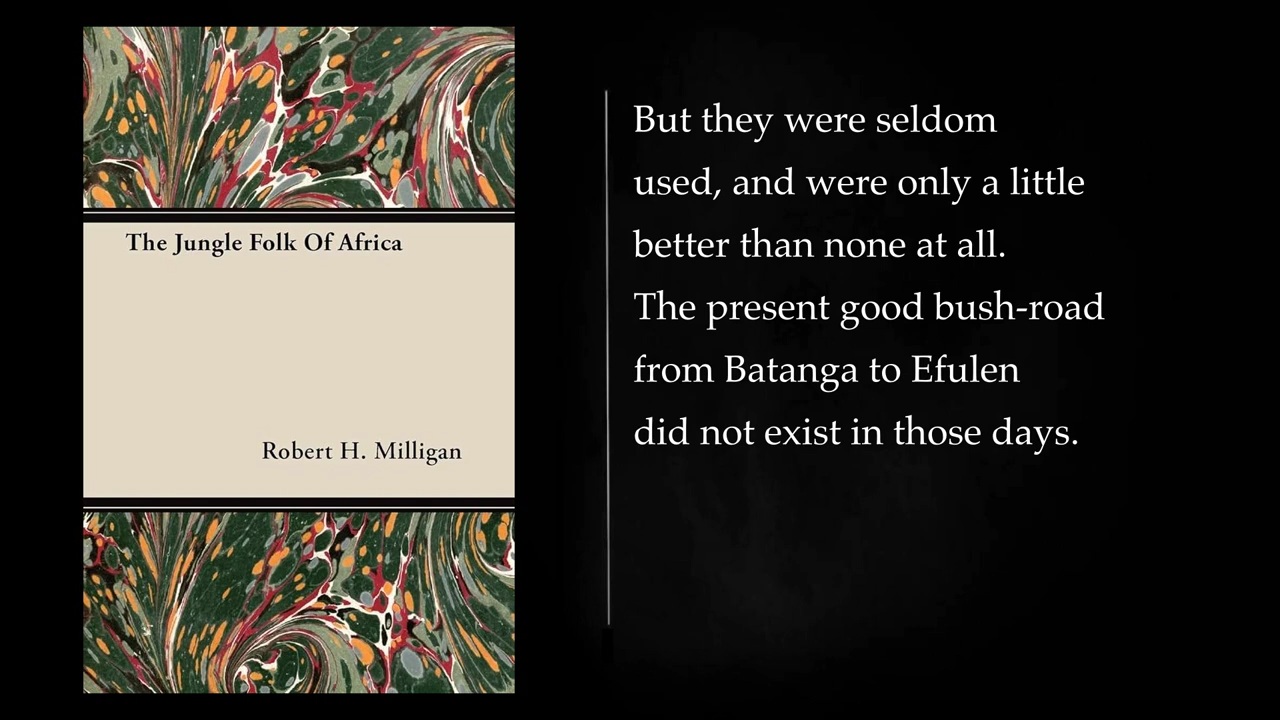 The Jungle Folk Of Africa
Robert H. Milligan
But they were seldom
used, and were only a little
better than none at all.
The present good bush-road
from Batanga to Efulen
did not exist in those days.